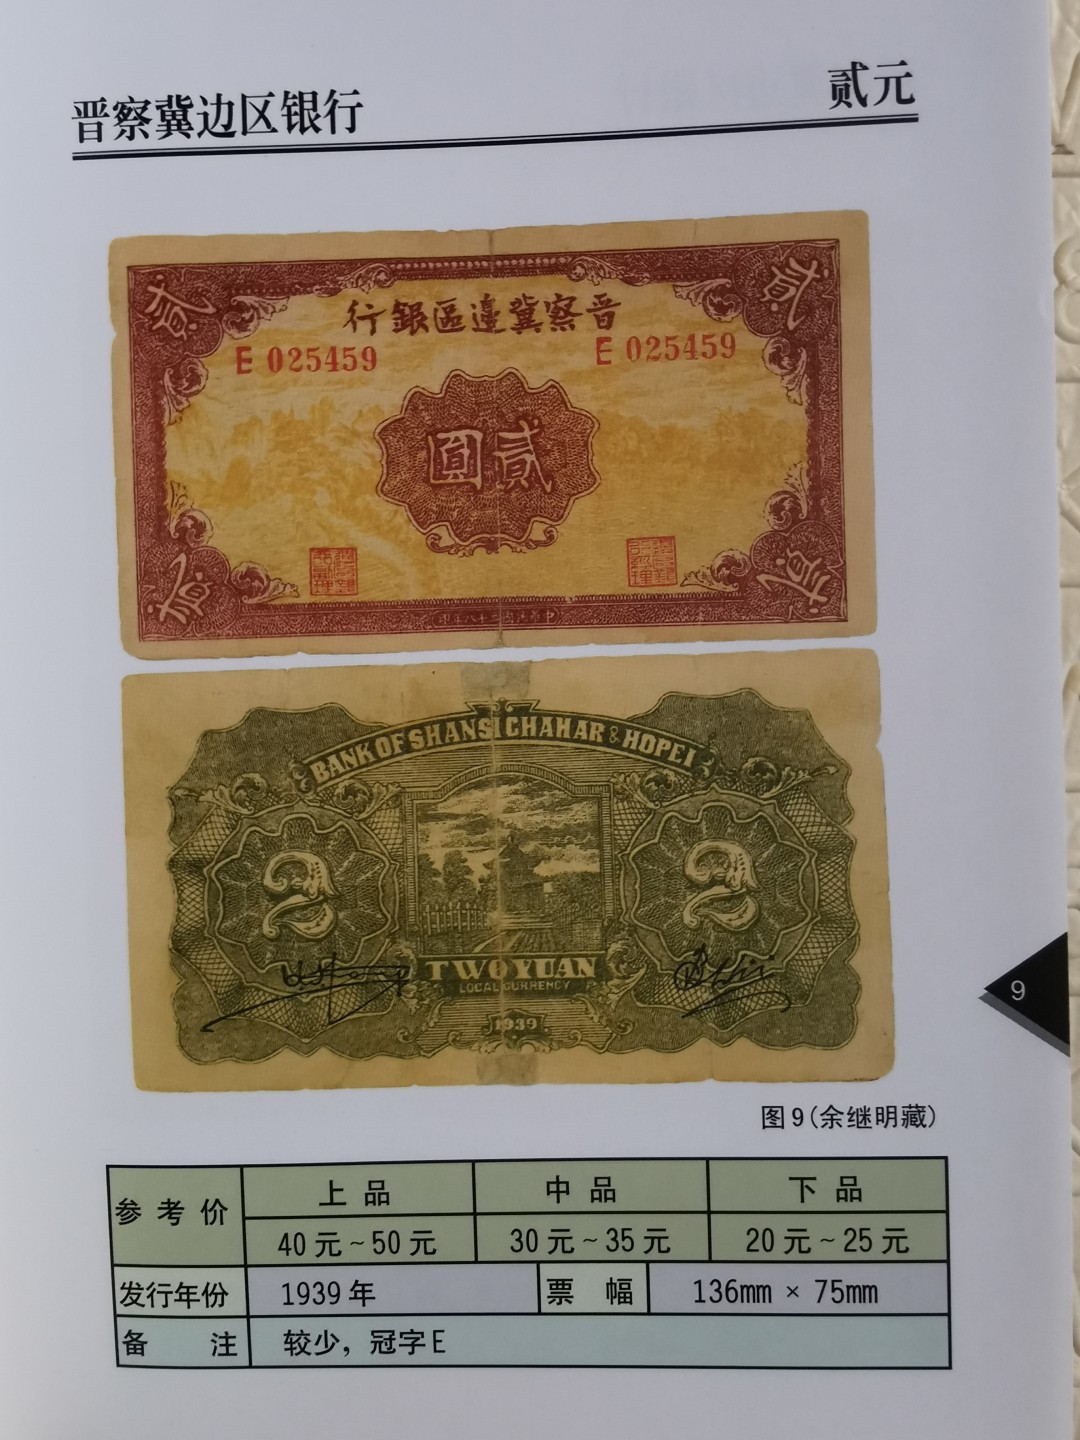 晋察冀边区银行 贰元
貳 貳
行銀區邊冀察晋
E 025459 E 025459
圓貳
貳 貳
BANK OF SHANSI CHAHAR & HOPEI
2 2
TWO YUAN
LOCAL CURRENCY
1939
9
图9(余继明藏)
参考价 上品 中品 下品
40元~50元 30元~35元 20元~25元
发行年份 1939年 票幅 136mm × 75mm
备注 较少，冠字E